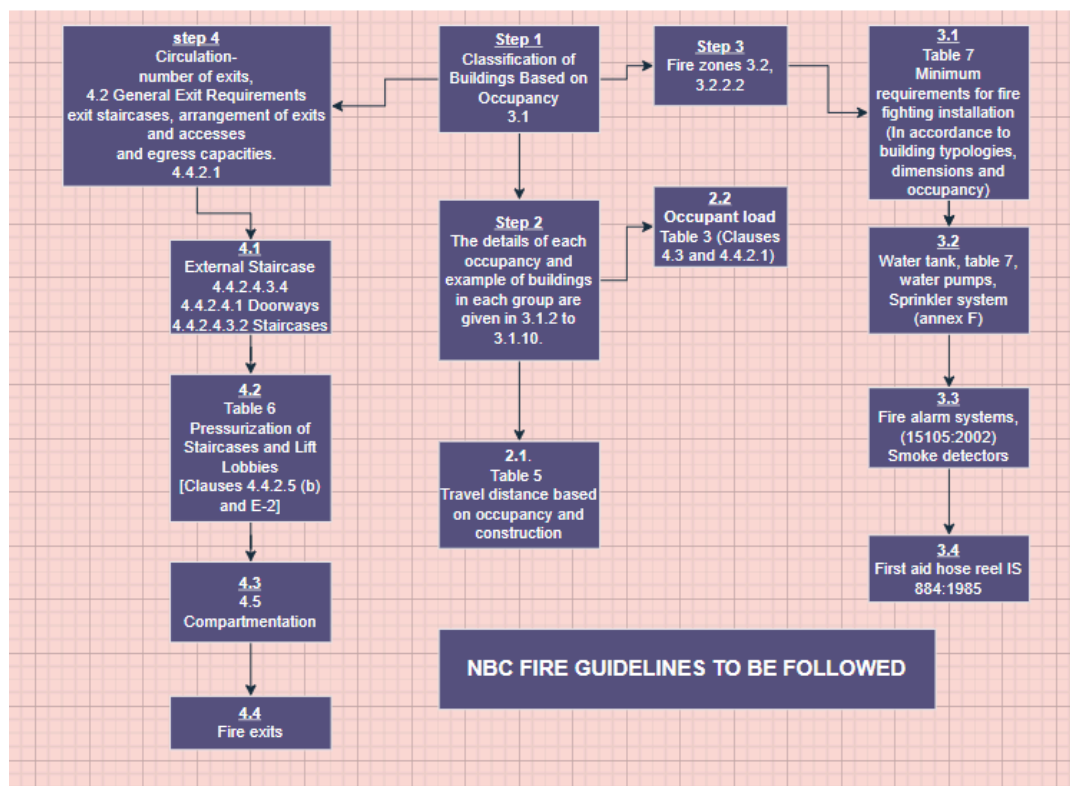 step 4
Circulation-
number of exits,
4.2 General Exit Requirements
exit staircases, arrangement of exits
and accesses
and egress capacities.
4.4.2.1
4.1
External Staircase
4.4.2.4.3.4
4.4.2.4.1 Doorways
4.4.2.4.3.2 Staircases
4.2
Table 6
Pressurization of
Staircases and Lift
Lobbies
[Clauses 4.4.2.5 (b)
and E-2]
4.3
4.5
Compartmentation
4.4
Fire exits
Step 1
Classification of
Buildings Based on
Occupancy
3.1
Step 2
The details of each
occupancy and
example of buildings
in each group are
given in 3.1.2 to
3.1.10.
2.1.
Table 5
Travel distance based
on occupancy and
construction
Step 3
Fire zones 3.2,
3.2.2.2
2.2
Occupant load
Table 3 (Clauses
4.3 and 4.4.2.1)
3.1
Table 7
Minimum
requirements for fire
fighting installation
(In accordance to
building typologies,
dimensions and
occupancy)
3.2
Water tank, table 7,
water pumps,
Sprinkler system
(annex F)
3.3
Fire alarm systems,
(15105:2002)
Smoke detectors
3.4
First aid hose reel IS
884:1985
NBC FIRE GUIDELINES TO BE FOLLOWED